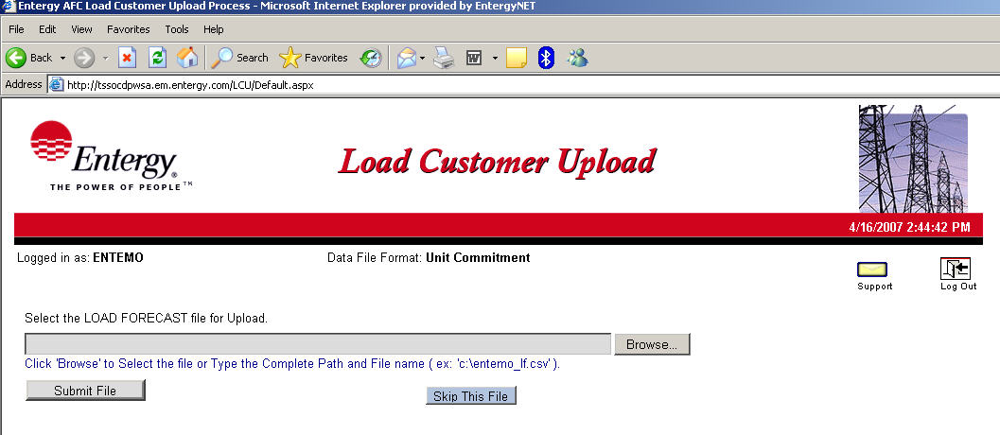 Entergy AFC Load Customer Upload Process - Microsoft Internet Explorer provided by EntergyNET
File Edit View Favorites Tools Help
Back Search Favorites W
Address http://tssocdpwsa.em.entergy.com/LCU/Default.aspx
Entergy®
THE POWER OF PEOPLE™
Load Customer Upload
4/16/2007 2:44:42 PM
Logged in as: ENTEMO Data File Format: Unit Commitment
Support Log Out
Select the LOAD FORECAST file for Upload.
Browse...
Click 'Browse' to Select the file or Type the Complete Path and File name ( ex: 'c:\entemo_lf.csv' ).
Submit File Skip This File